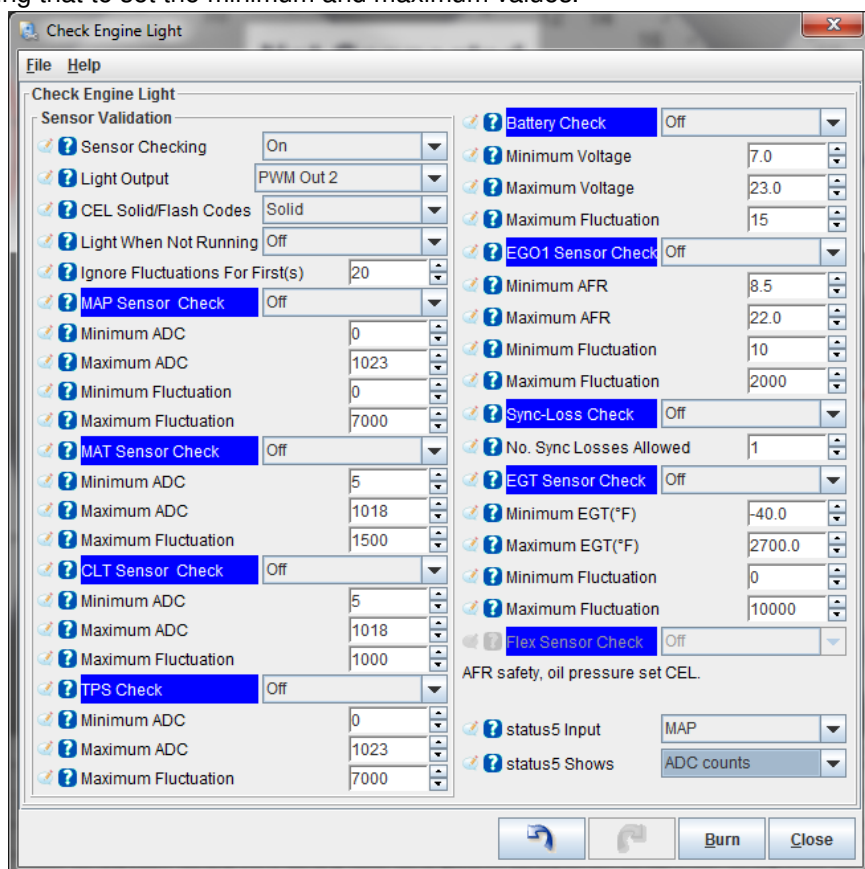 ng that to set the minimum and maximum values.
Check Engine Light
File Help
Check Engine Light
Sensor Validation
Sensor Checking On
Light Output PWM Out 2
CEL Solid/Flash Codes Solid
Light When Not Running Off
Ignore Fluctuations For First(s) 20
MAP Sensor Check Off
Minimum ADC 0
Maximum ADC 1023
Minimum Fluctuation 0
Maximum Fluctuation 7000
MAT Sensor Check Off
Minimum ADC 5
Maximum ADC 1018
Maximum Fluctuation 1500
CLT Sensor Check Off
Minimum ADC 5
Maximum ADC 1018
Maximum Fluctuation 1000
TPS Check Off
Minimum ADC 0
Maximum ADC 1023
Maximum Fluctuation 7000
Battery Check Off
Minimum Voltage 7.0
Maximum Voltage 23.0
Maximum Fluctuation 15
EGO1 Sensor Check Off
Minimum AFR 8.5
Maximum AFR 22.0
Minimum Fluctuation 10
Maximum Fluctuation 2000
Sync-Loss Check Off
No. Sync Losses Allowed 1
EGT Sensor Check Off
Minimum EGT(°F) -40.0
Maximum EGT(°F) 2700.0
Minimum Fluctuation 0
Maximum Fluctuation 10000
Flex Sensor Check Off
AFR safety, oil pressure set CEL.
status5 Input MAP
status5 Shows ADC counts
Burn Close